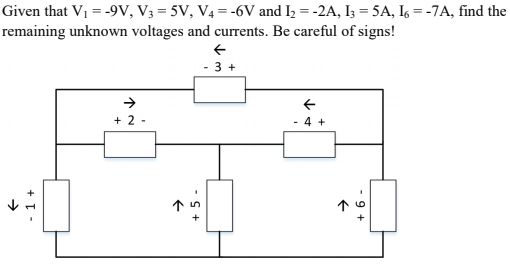 Given that V₁ = -9V, V₃ = 5V, V₄ = -6V and I₂ = -2A, I₃ = 5A, I₆ = -7A, find the
remaining unknown voltages and currents. Be careful of signs!
←
- 3 +
→
+ 2 -
←
- 4 +
↓
- 1 +
↑
+ 5 -
↑
+ 6 -